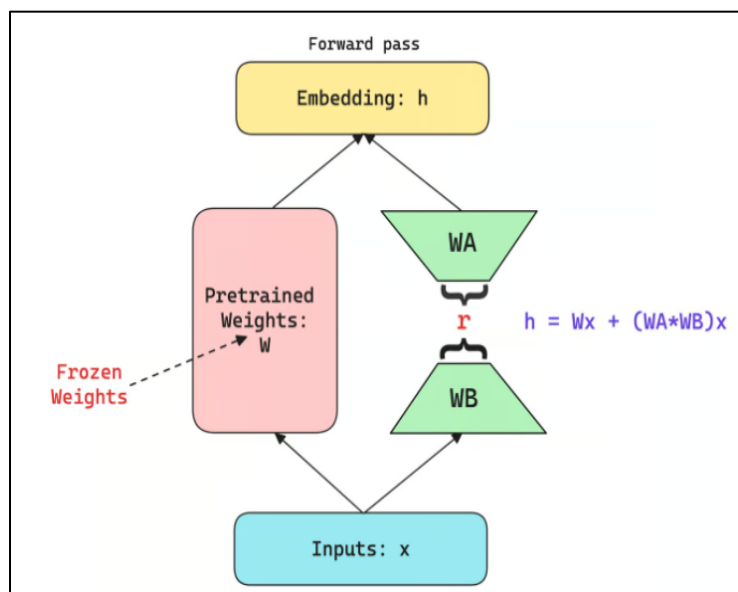 Forward pass
Embedding: h
WA
Pretrained
Weights:
W
r
h = Wx + (WA*WB)x
Frozen
Weights
WB
Inputs: x